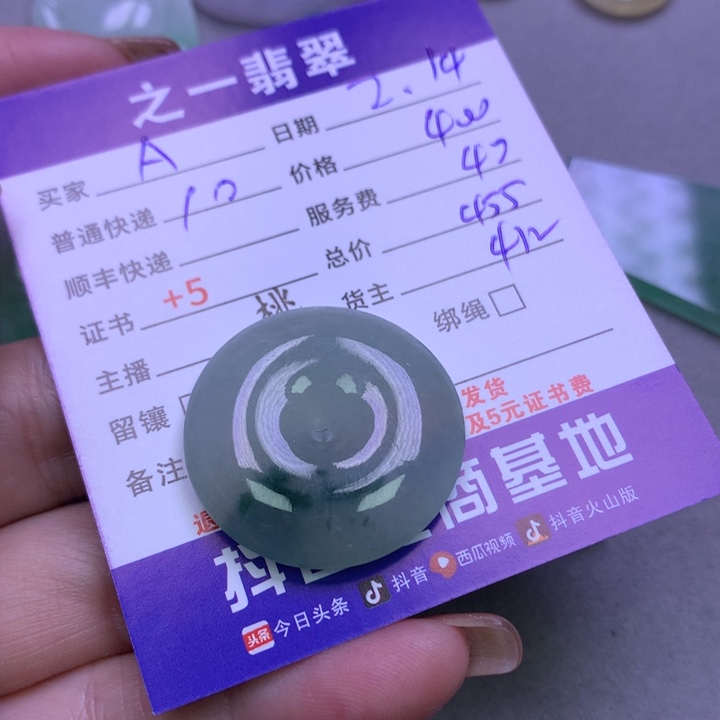 之一翡翠
买家 A 日期 2.14
普通快递 10 价格 400
顺丰快递 服务费 47
证书 +5 总价 455
主播 桃 货主 412
留镶 绑绳
备注 发货
及5元证书费
退
抖 商基地
头条 今日头条 抖音 西瓜视频 抖音火山版